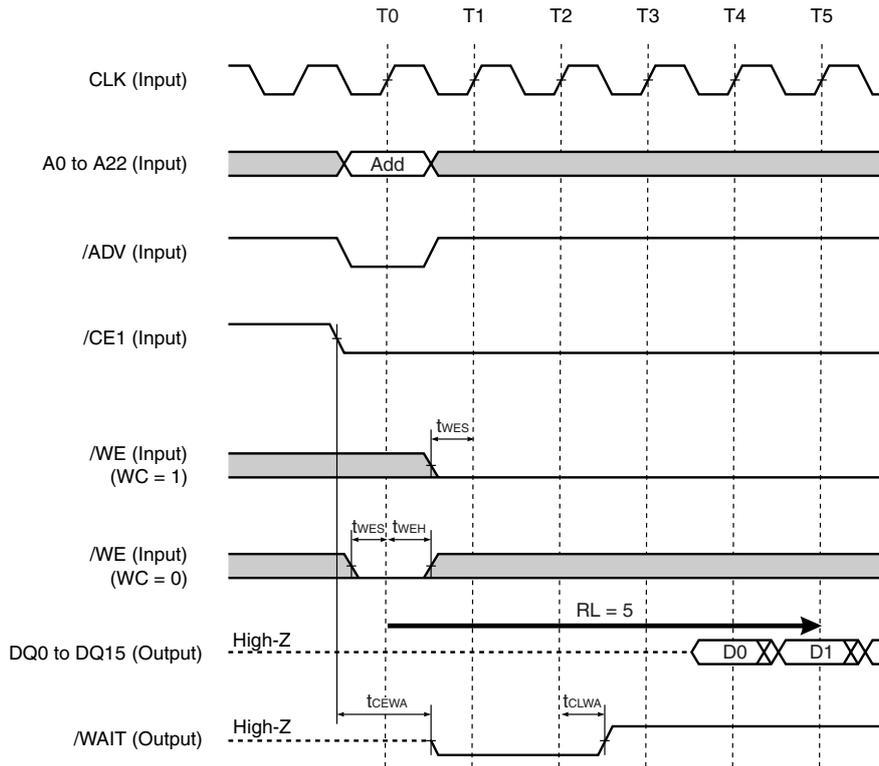 T0 T1 T2 T3 T4 T5
CLK (Input)
A0 to A22 (Input)
Add
/ADV (Input)
/CE1 (Input)
tWES
/WE (Input)
(WC = 1)
tWES tWEH
/WE (Input)
(WC = 0)
RL = 5
High-Z
DQ0 to DQ15 (Output)
D0 D1
tCEWA tCLWA
High-Z
/WAIT (Output)